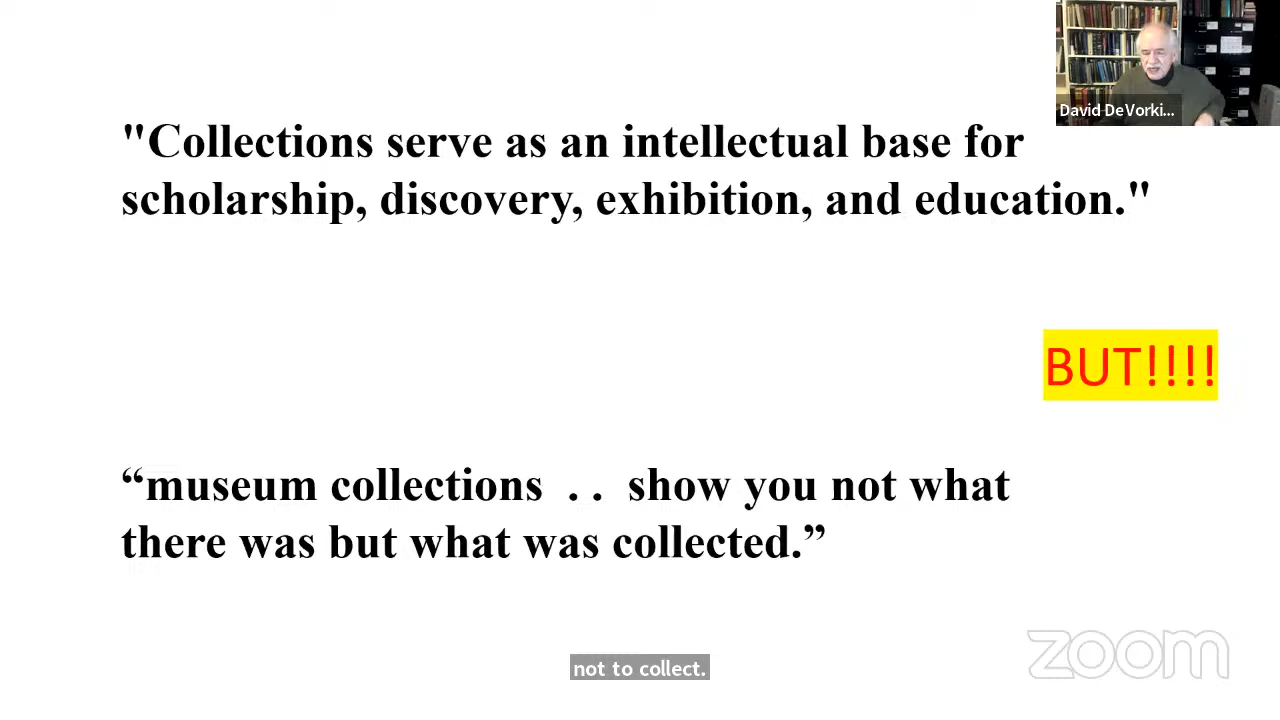 David DeVorki...
"Collections serve as an intellectual base for
scholarship, discovery, exhibition, and education."
BUT!!!!
“museum collections . . show you not what
there was but what was collected.”
not to collect.
zoom